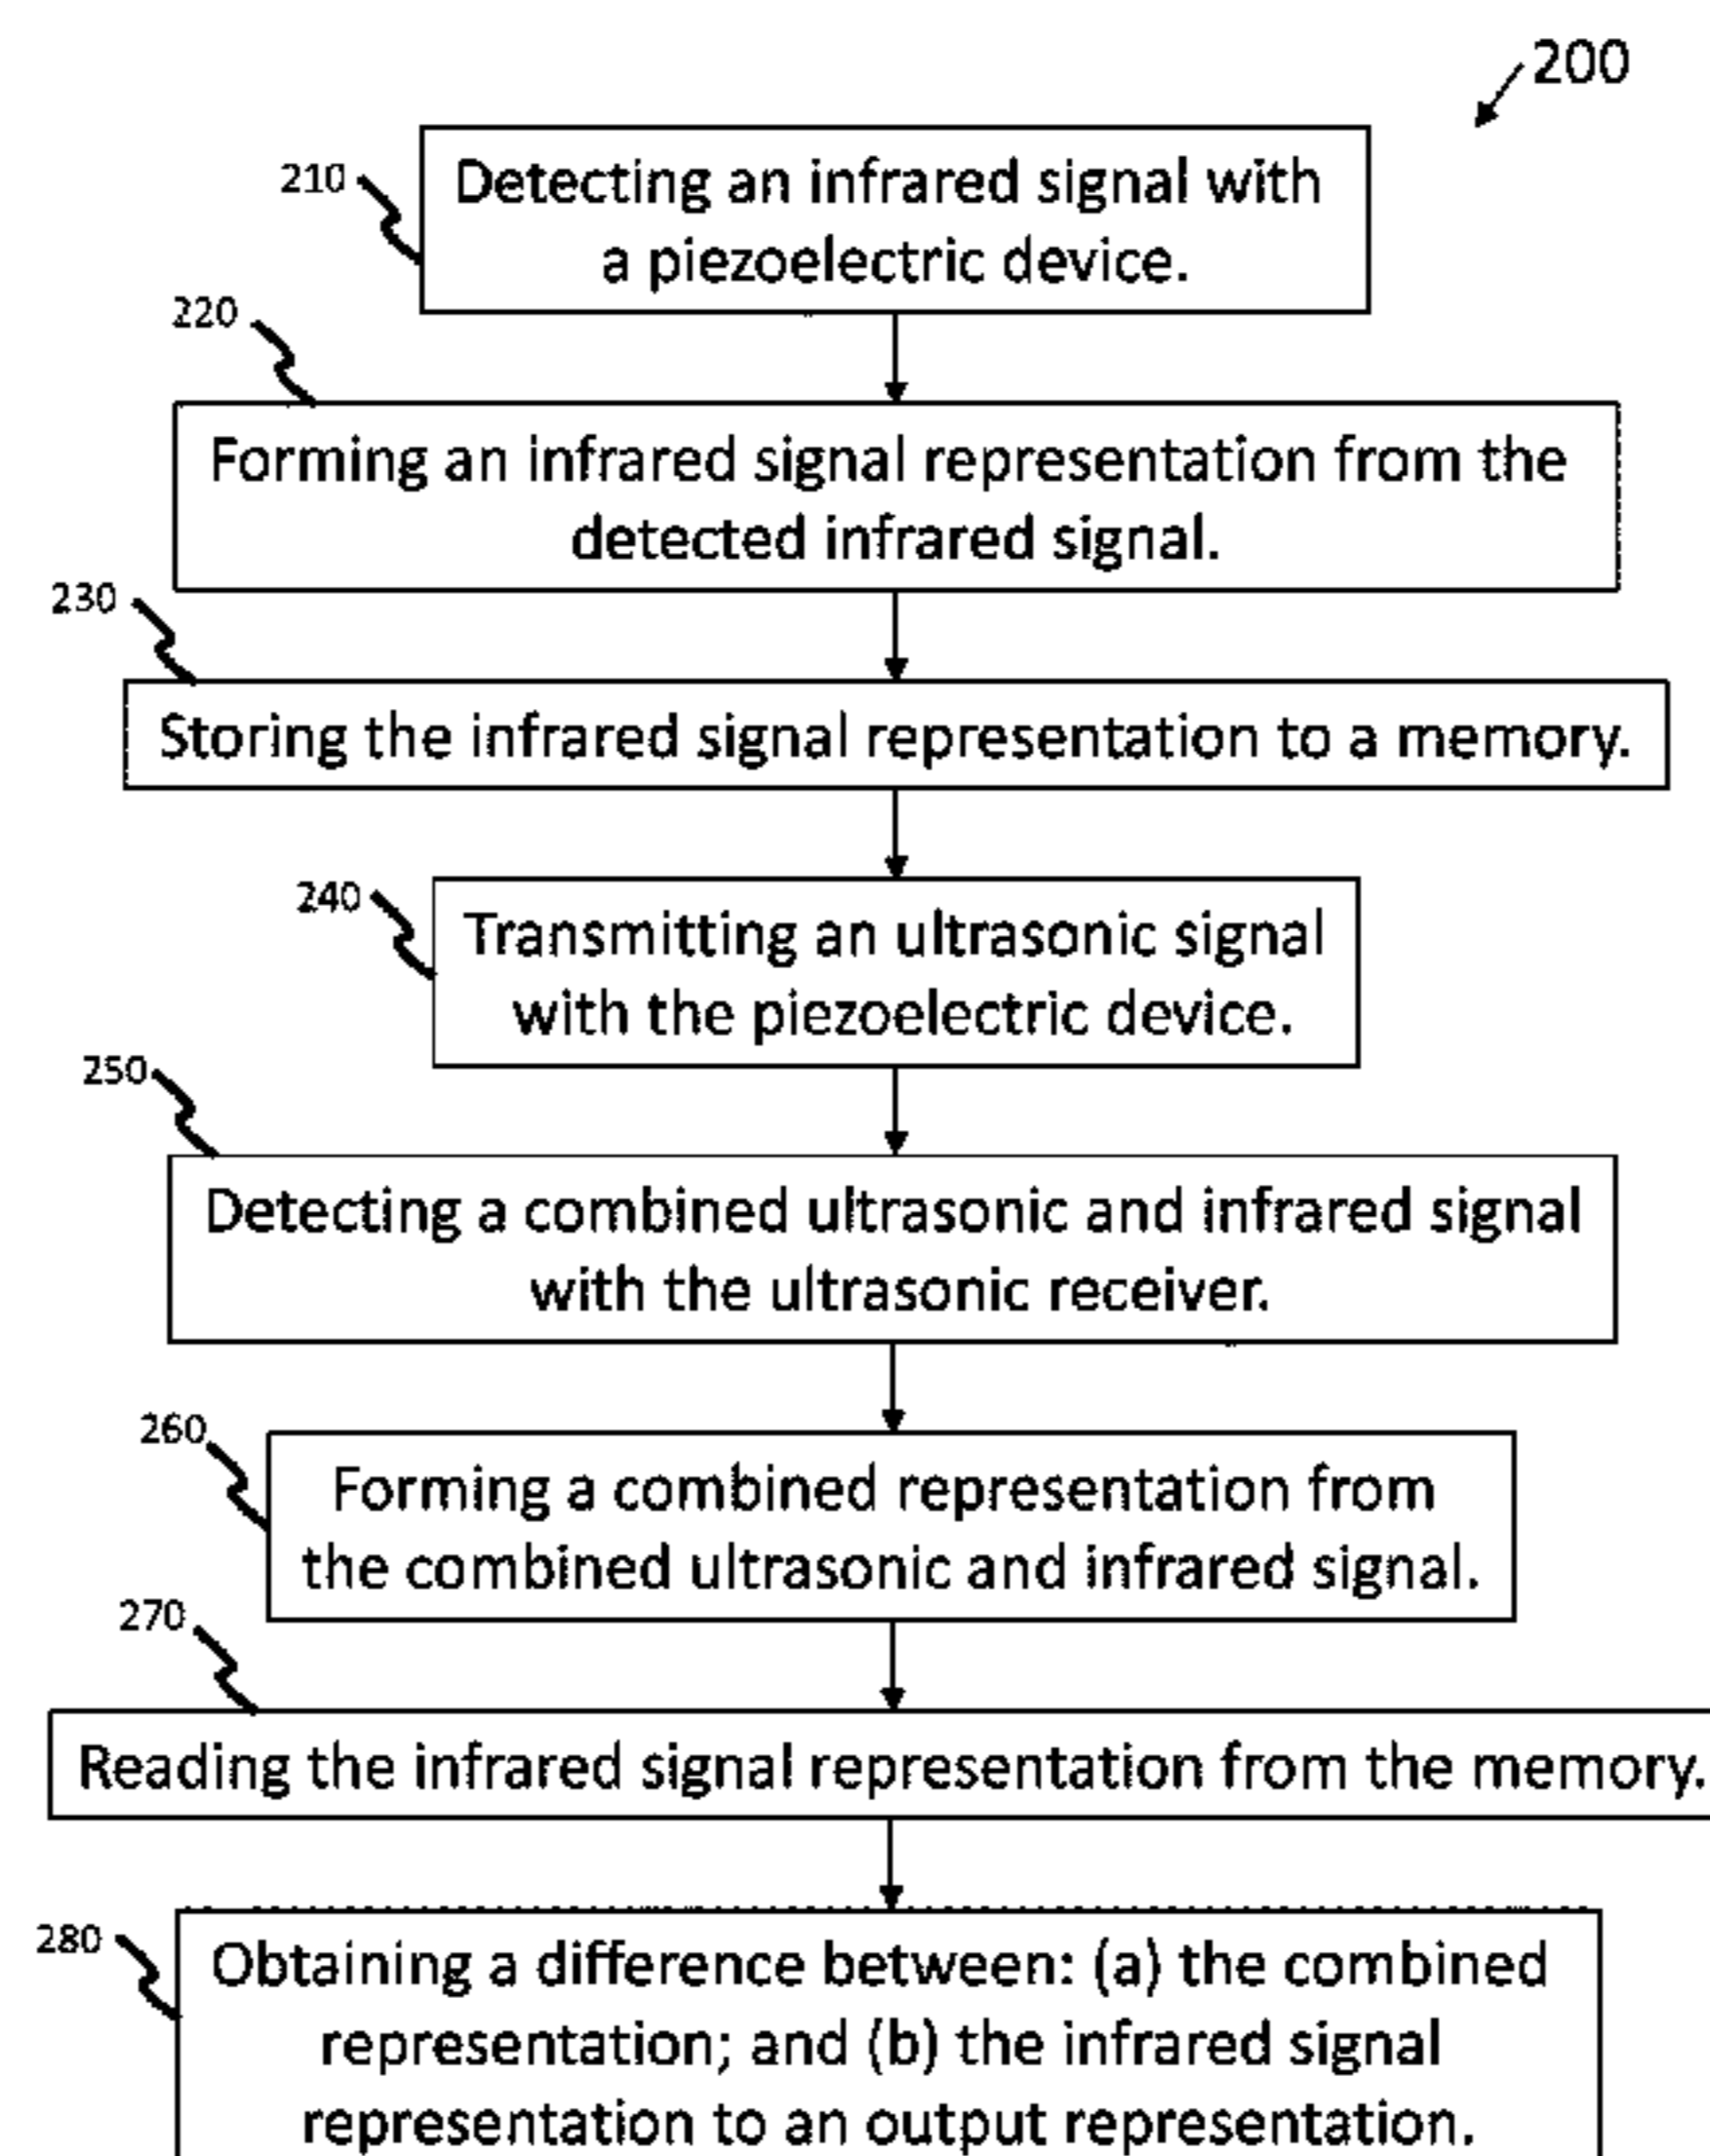 200
210
Detecting an infrared signal with
a piezoelectric device.
220
Forming an infrared signal representation from the
detected infrared signal.
230
Storing the infrared signal representation to a memory.
240
Transmitting an ultrasonic signal
with the piezoelectric device.
250
Detecting a combined ultrasonic and infrared signal
with the ultrasonic receiver.
260
Forming a combined representation from
the combined ultrasonic and infrared signal.
270
Reading the infrared signal representation from the memory.
280
Obtaining a difference between: (a) the combined
representation; and (b) the infrared signal
representation to an output representation.